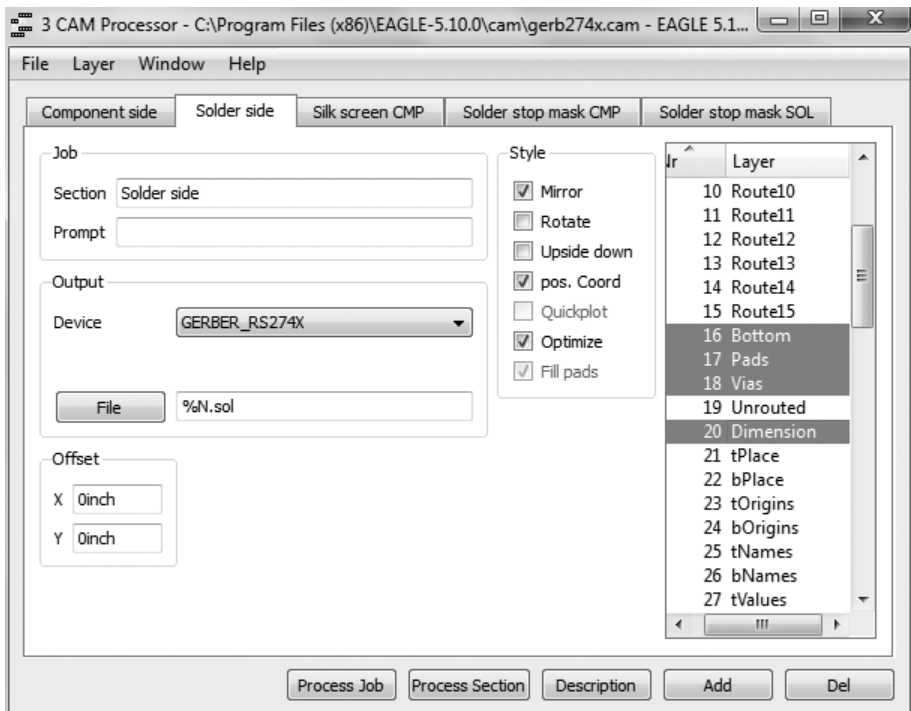 3 CAM Processor - C:\Program Files (x86)\EAGLE-5.10.0\cam\gerb274x.cam - EAGLE 5.1...
File Layer Window Help
Component side Solder side Silk screen CMP Solder stop mask CMP Solder stop mask SOL
Job
Section Solder side
Prompt
Output
Device GERBER_RS274X
File %N.sol
Offset
X 0inch
Y 0inch
Style
Mirror
Rotate
Upside down
pos. Coord
Quickplot
Optimize
Fill pads
Layer
10 Route10
11 Route11
12 Route12
13 Route13
14 Route14
15 Route15
16 Bottom
17 Pads
18 Vias
19 Unrouted
20 Dimension
21 tPlace
22 bPlace
23 tOrigins
24 bOrigins
25 tNames
26 bNames
27 tValues
Process Job Process Section Description Add Del